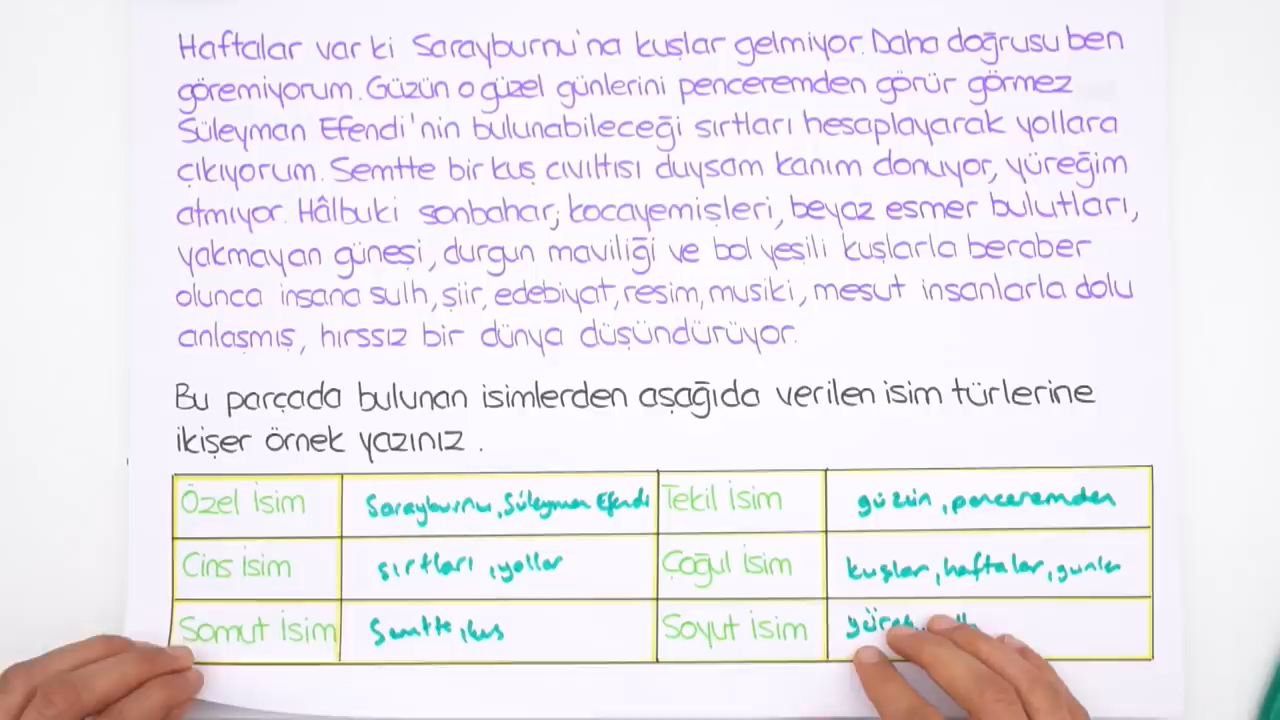 Haftalar var ki Sarayburnu'na kuşlar gelmiyor. Daha doğrusu ben
göremiyorum. Güzün o güzel günlerini penceremden görür görmez
Süleyman Efendi'nin bulunabileceği sırtları hesaplayarak yollara
çıkıyorum. Semtte bir kuş cıvıltısı duysam kanım donuyor, yüreğim
atmıyor. Hâlbuki sonbahar; kocayemişleri, beyaz esmer bulutları,
yakmayan güneşi, durgun maviliği ve bol yeşili kuşlarla beraber
olunca insana sulh, şiir, edebiyat, resim, musiki, mesut insanlarla dolu
anlaşmış, hırssız bir dünya düşündürüyor.
Bu parçada bulunan isimlerden aşağıda verilen isim türlerine
ikişer örnek yazınız.
Özel İsim Sarayburnu, Süleyman Efendi Tekil İsim güzün, penceremden
Cins İsim sırtları, yollar Çoğul İsim kuşlar, haftalar, günler
Somut İsim Semtte, kuş Soyut İsim